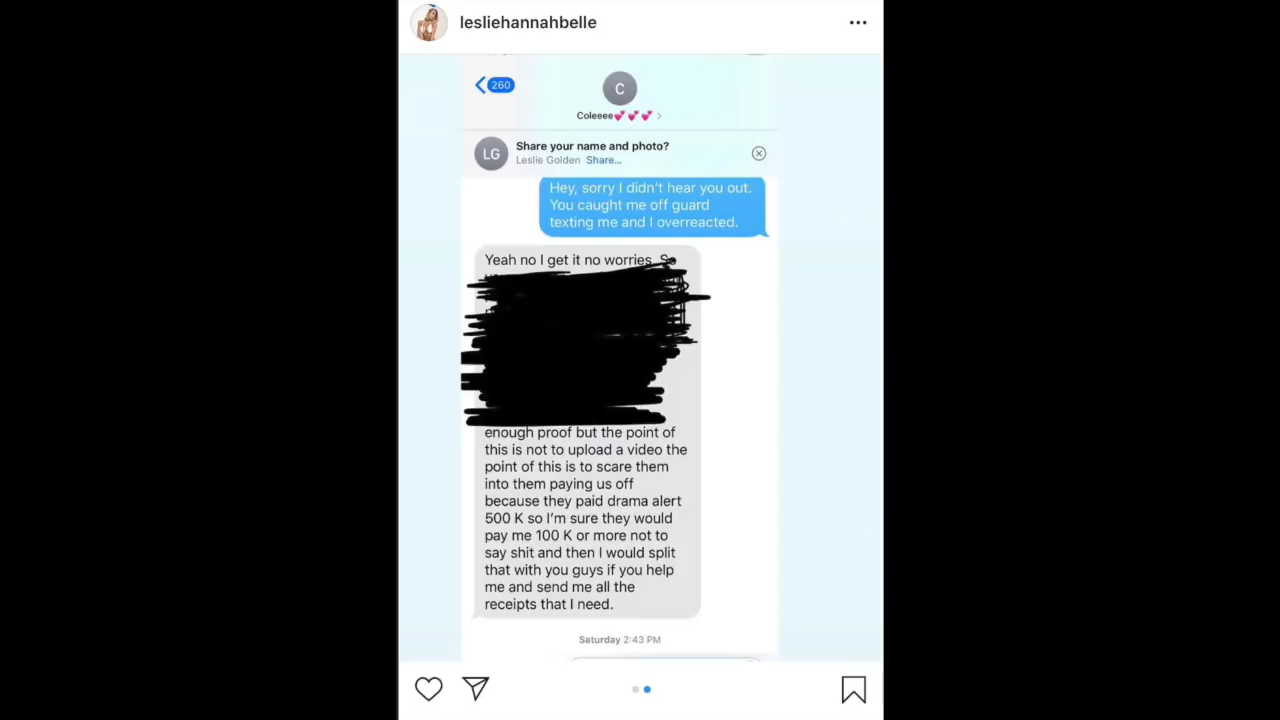 lesliehannahbelle
260
C
Coleeee💕💕💕 >
LG
Share your name and photo?
Leslie Golden Share...
Hey, sorry I didn't hear you out.
You caught me off guard
texting me and I overreacted.
Yeah no I get it no worries. So
enough proof but the point of
this is not to upload a video the
point of this is to scare them
into them paying us off
because they paid drama alert
500 K so I'm sure they would
pay me 100 K or more not to
say shit and then I would split
that with you guys if you help
me and send me all the
receipts that I need.
Saturday 2:43 PM